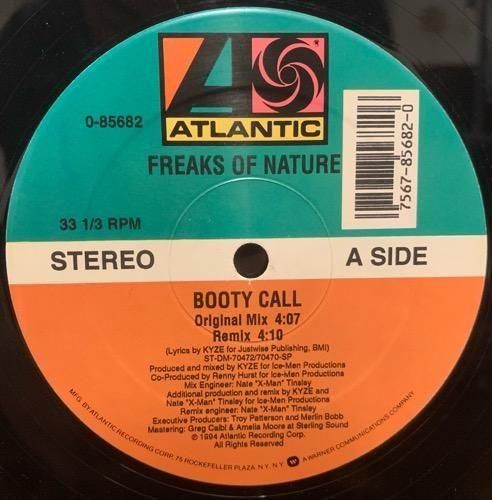 ATLANTIC
0-85682
FREAKS OF NATURE
7567-85682-0
33 1/3 RPM
STEREO
A SIDE
BOOTY CALL
Original Mix 4:07
Remix 4:10
(Lyrics by KYZE for Justwise Publishing, BMI)
ST-DM-70472/70470-SP
Produced and mixed by KYZE for Ice-Men Productions
Co-Produced by Renny Hurst for Ice-Men Productions
Mix Engineer: Nate "X-Man" Tinsley
Additional production and remix by KYZE and
Nate "X-Man" Tinsley for Ice-Men Productions
Remix engineer: Nate "X-Man" Tinsley
Executive Producers: Troy Patterson and Merlin Bobb
Mastering: Greg Calbi & Amelia Moore at Sterling Sound
© 1994 Atlantic Recording Corp.
All Rights Reserved.
MFG. BY ATLANTIC RECORDING CORP. 75 ROCKEFELLER PLAZA, N.Y. N.Y. A WARNER COMMUNICATIONS COMPANY